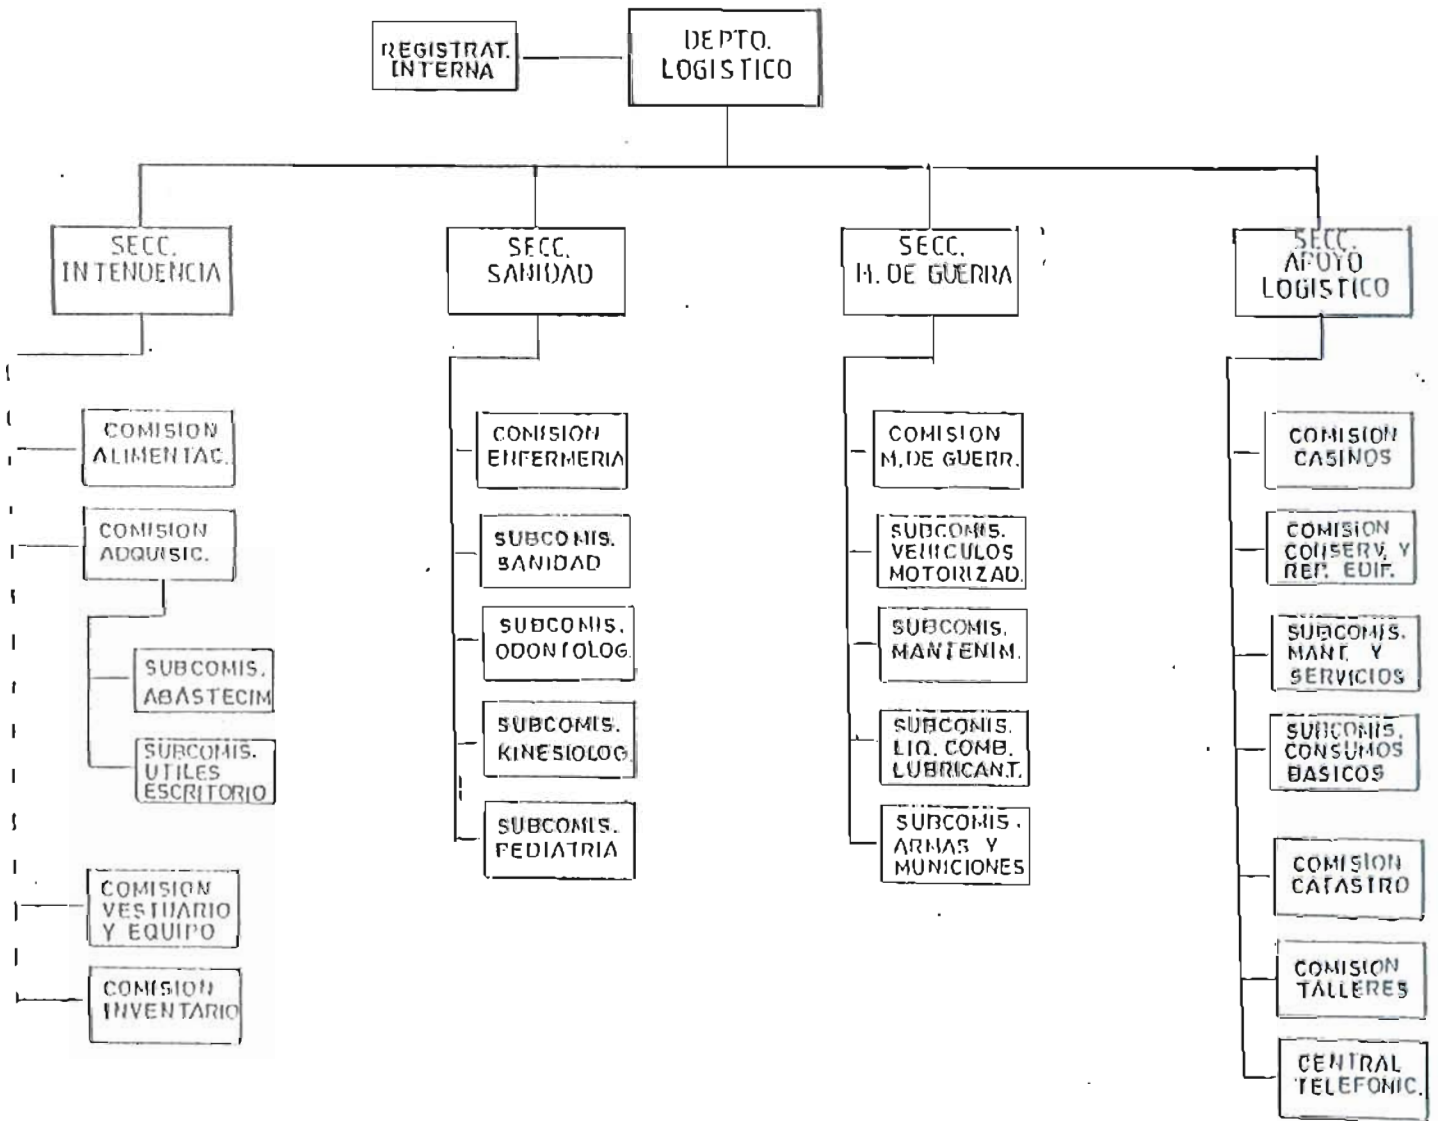 REGISTRAT.
INTERNA
DEPTO.
LOGISTICO
SECC.
INTENDENCIA
SECC.
SANIDAD
SECC.
M. DE GUERRA
SECC.
APOYO
LOGISTICO
COMISION
ALIMENTAC.
COMISION
ADQUISIC.
SUBCOMIS.
ABASTECIM
SUBCOMIS.
UTILES
ESCRITORIO
COMISION
VESTUARIO
Y EQUIPO
COMISION
INVENTARIO
COMISION
ENFERMERIA
SUBCOMIS.
SANIDAD
SUBCOMIS.
ODONTOLOG.
SUBCOMIS.
KINESIOLOG.
SUBCOMIS.
PEDIATRIA
COMISION
M. DE GUERR.
SUBCOMIS.
VEHICULOS
MOTORIZAD.
SUBCOMIS.
MANTENIM.
SUBCOMIS.
LIQ. COMB.
LUBRICANT.
SUBCOMIS.
ARMAS Y
MUNICIONES
COMISION
CASINOS
COMISION
CONSERV. Y
REP. EDIF.
SUBCOMIS.
MANT. Y
SERVICIOS
SUBCOMIS.
CONSUMOS
BASICOS
COMISION
CATASTRO
COMISION
TALLERES
CENTRAL
TELEFONIC.